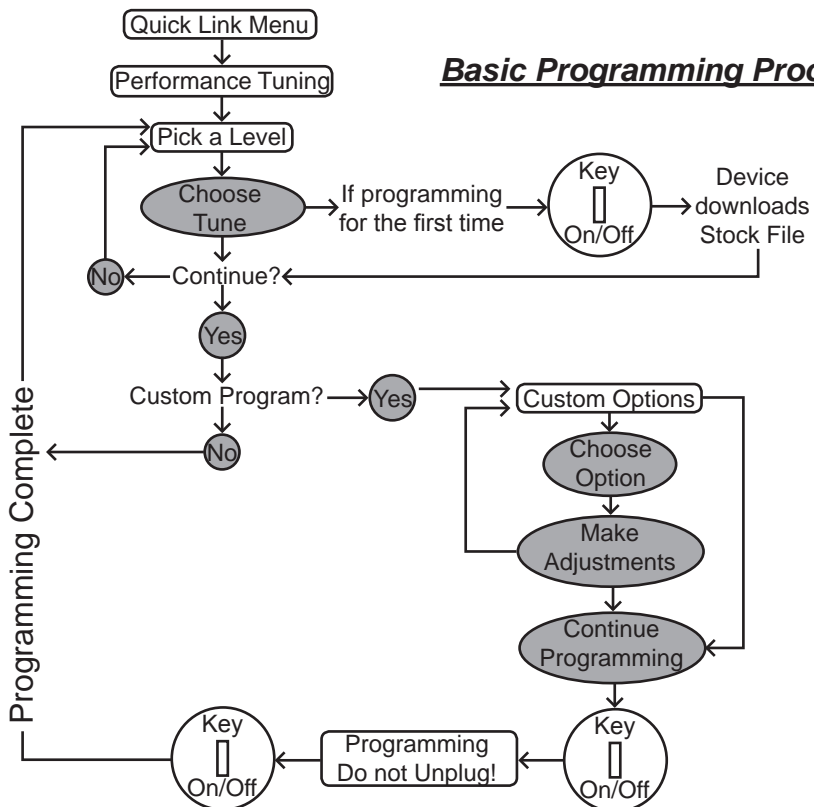 Quick Link Menu
Performance Tuning
Basic Programming
Pick a Level
Choose
Tune
If programming
for the first time
Key
On/Off
Device
downloads
Stock File
No
Continue?
Yes
Custom Program?
Yes
Custom Options
No
Choose
Option
Make
Adjustments
Continue
Programming
Programming Complete
Key
On/Off
Programming
Do not Unplug!
Key
On/Off